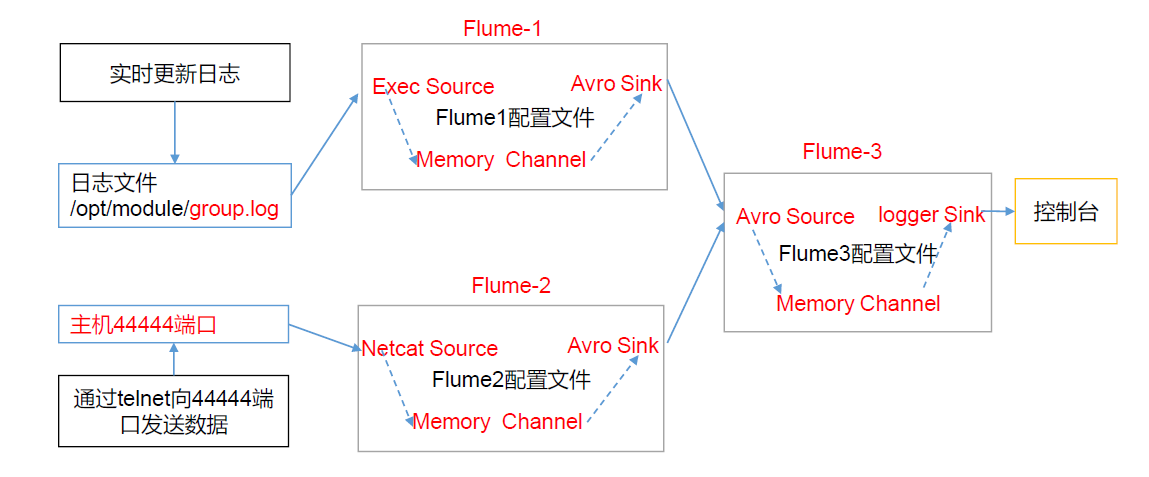 Flume-1
实时更新日志
Exec Source
Avro Sink
Flume1配置文件
Memory Channel
日志文件
/opt/module/group.log
Flume-3
Avro Source
logger Sink
Flume3配置文件
Memory Channel
控制台
Flume-2
主机44444端口
Netcat Source
Avro Sink
Flume2配置文件
Memory Channel
通过telnet向44444端
口发送数据